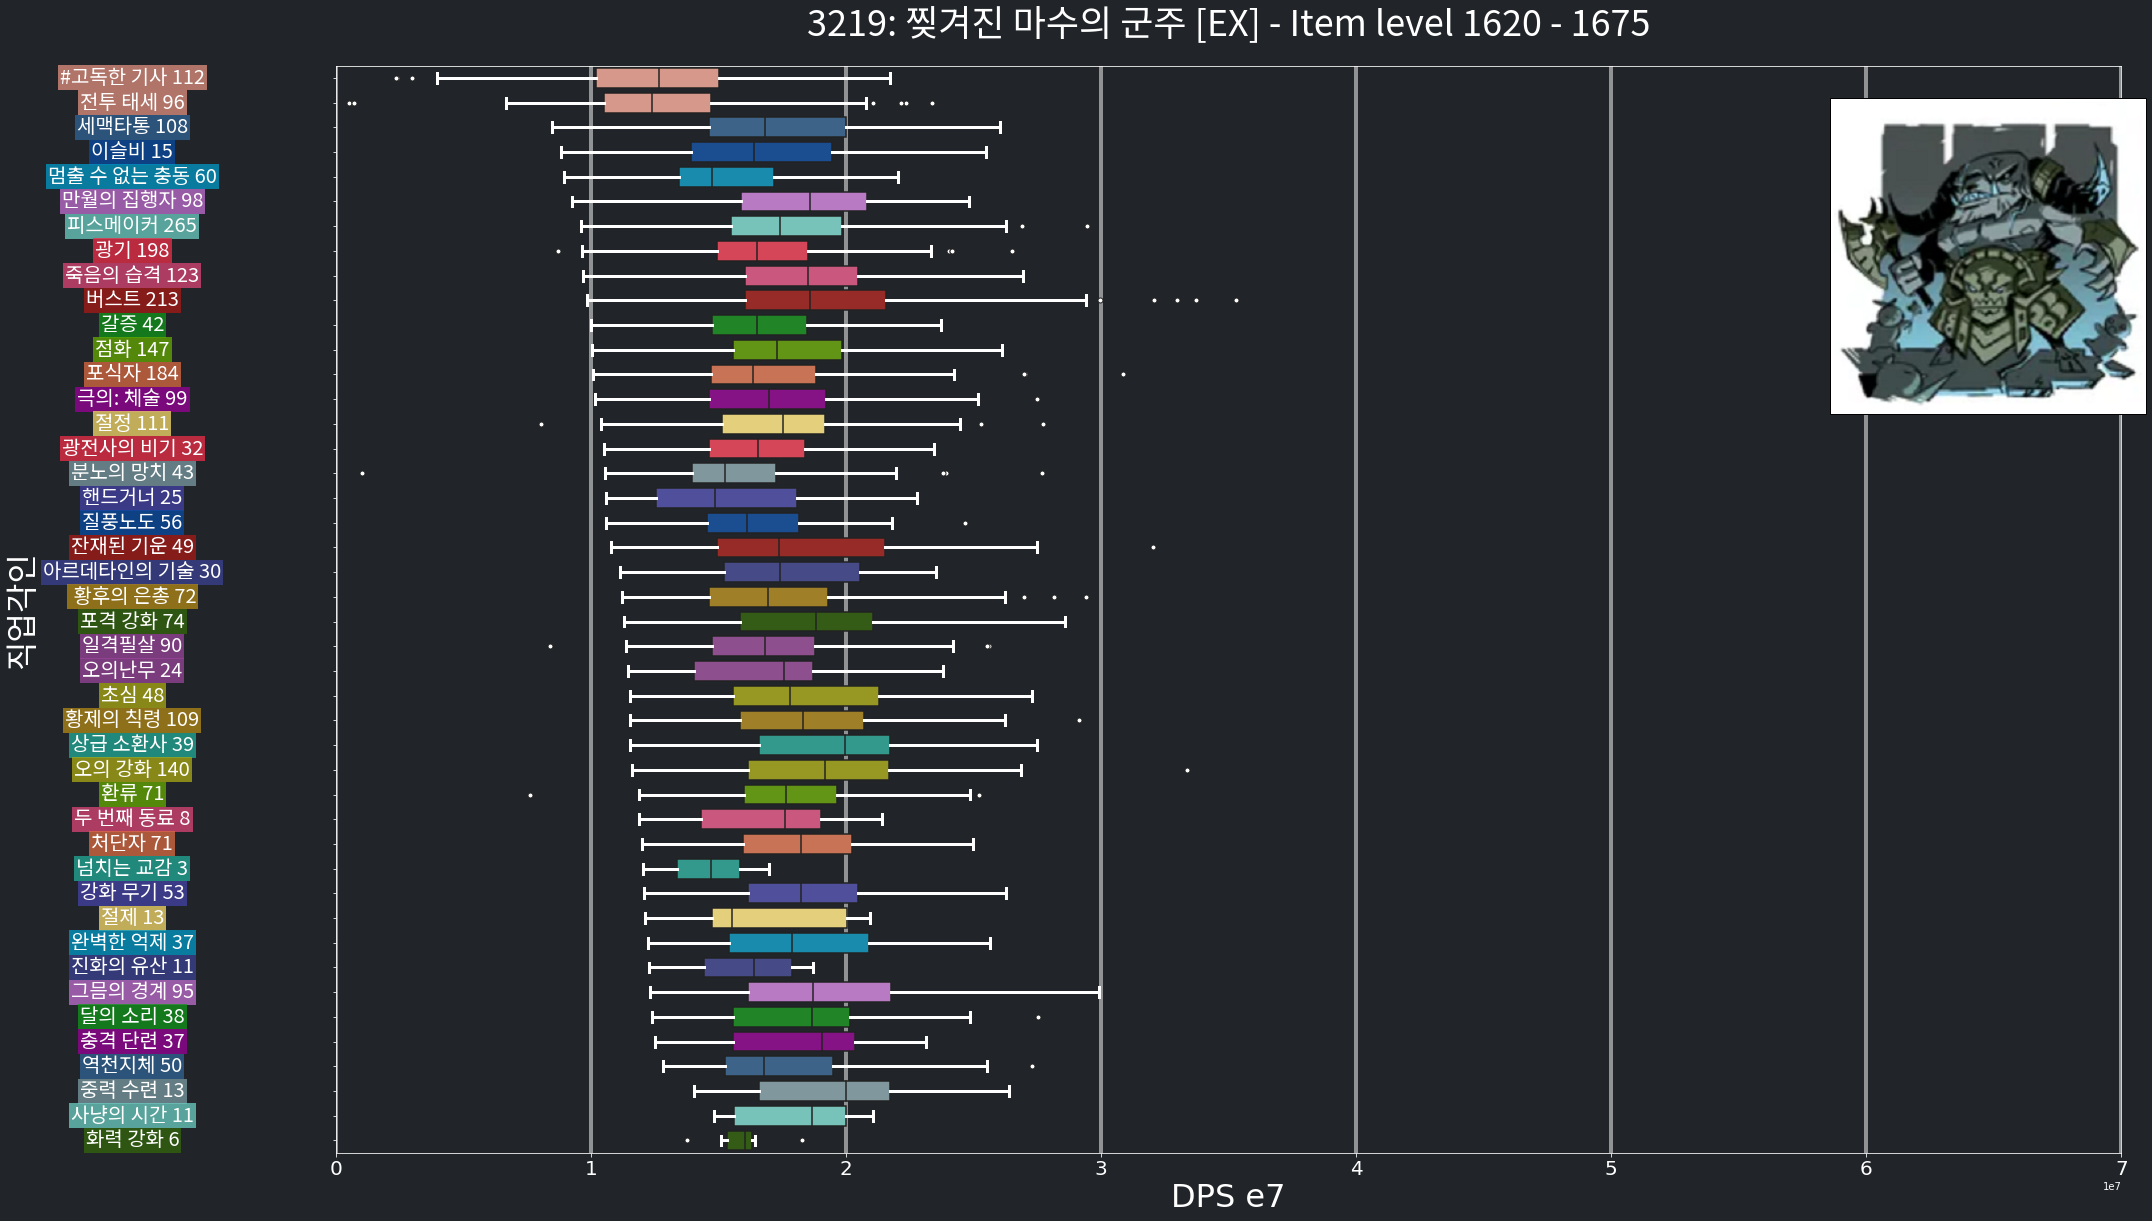 3219: 찢겨진 마수의 군주 [EX] - Item level 1620 - 1675
#고독한 기사 112
전투 태세 96
세맥타통 108
이슬비 15
멈출 수 없는 충동 60
만월의 집행자 98
피스메이커 265
광기 198
죽음의 습격 123
버스트 213
갈증 42
점화 147
포식자 184
극의: 체술 99
절정 111
광전사의 비기 32
분노의 망치 43
핸드거너 25
질풍노도 56
잔재된 기운 49
아르데타인의 기술 30
황후의 은총 72
포격 강화 74
일격필살 90
오의난무 24
초심 48
황제의 칙령 109
상급 소환사 39
오의 강화 140
환류 71
두 번째 동료 8
처단자 71
넘치는 교감 3
강화 무기 53
절제 13
완벽한 억제 37
진화의 유산 11
그믐의 경계 95
달의 소리 38
충격 단련 37
역천지체 50
중력 수련 13
사냥의 시간 11
화력 강화 6
직업각인
0 1 2 3 4 5 6 7
1e7
DPS e7